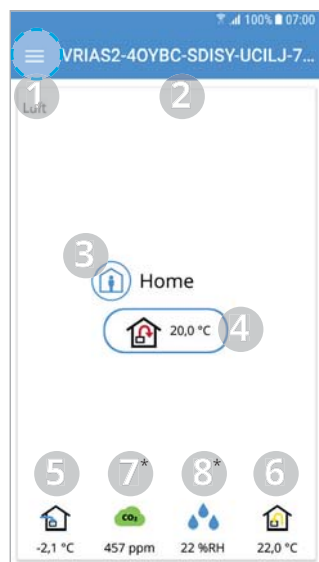 100% 07:00
VRIAS2-4OYBC-SDISY-UCILJ-7...
1
2
Luft
3
Home
20,0 °C
4
5
7*
8*
6
CO₂
-2,1 °C
457 ppm
22 %RH
22,0 °C